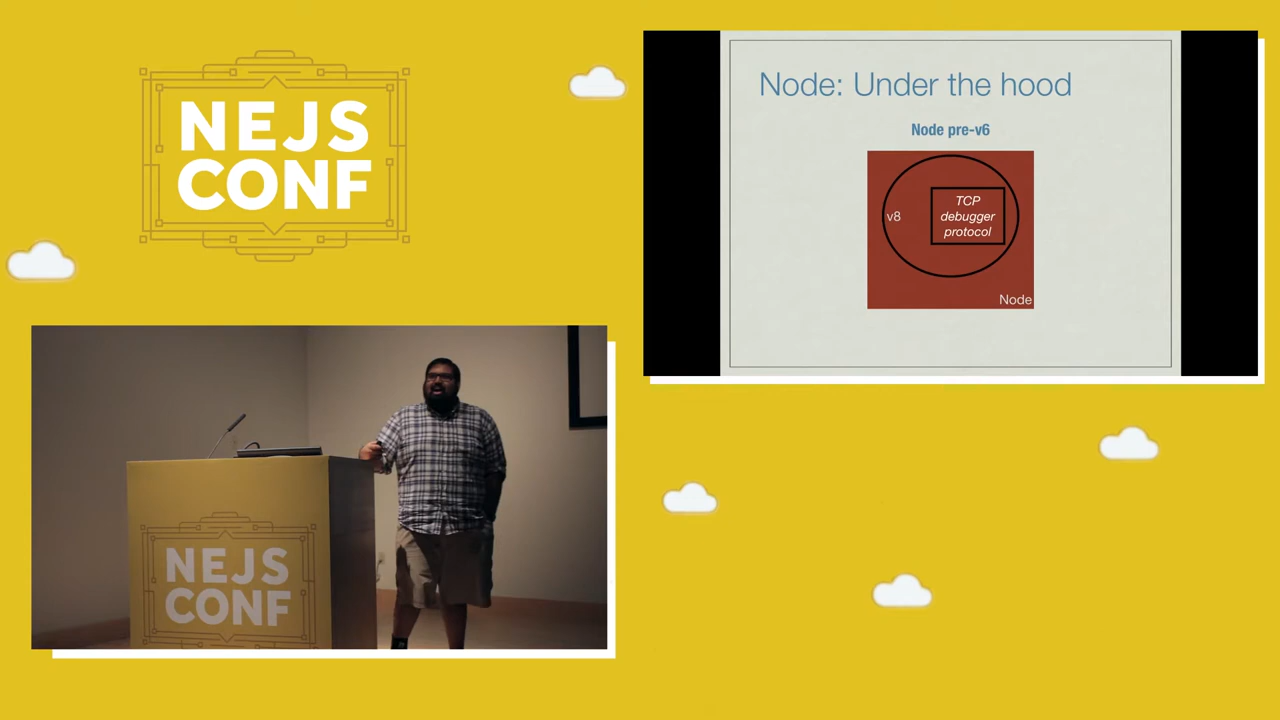 NEJS
CONF
Node: Under the hood
Node pre-v6
v8
TCP
debugger
protocol
Node
NEJS
CONF